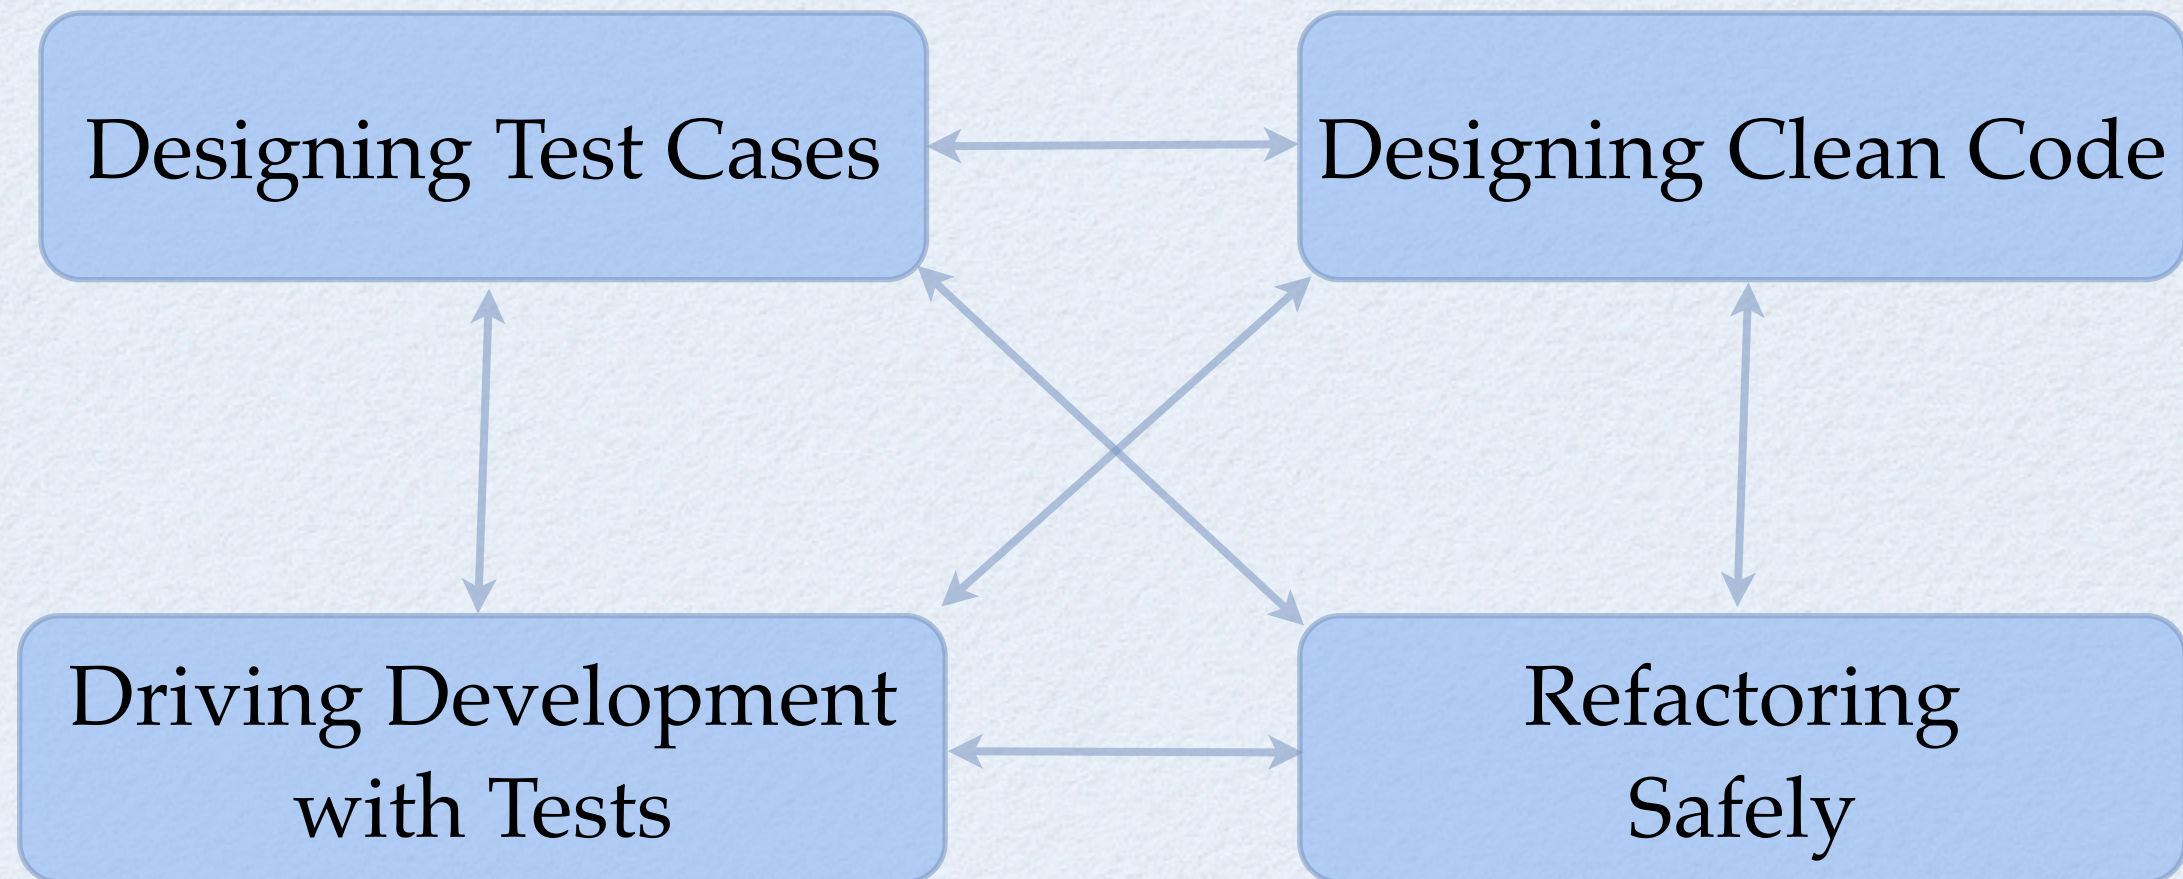 Designing Test Cases
Designing Clean Code
Driving Development
with Tests
Refactoring
Safely